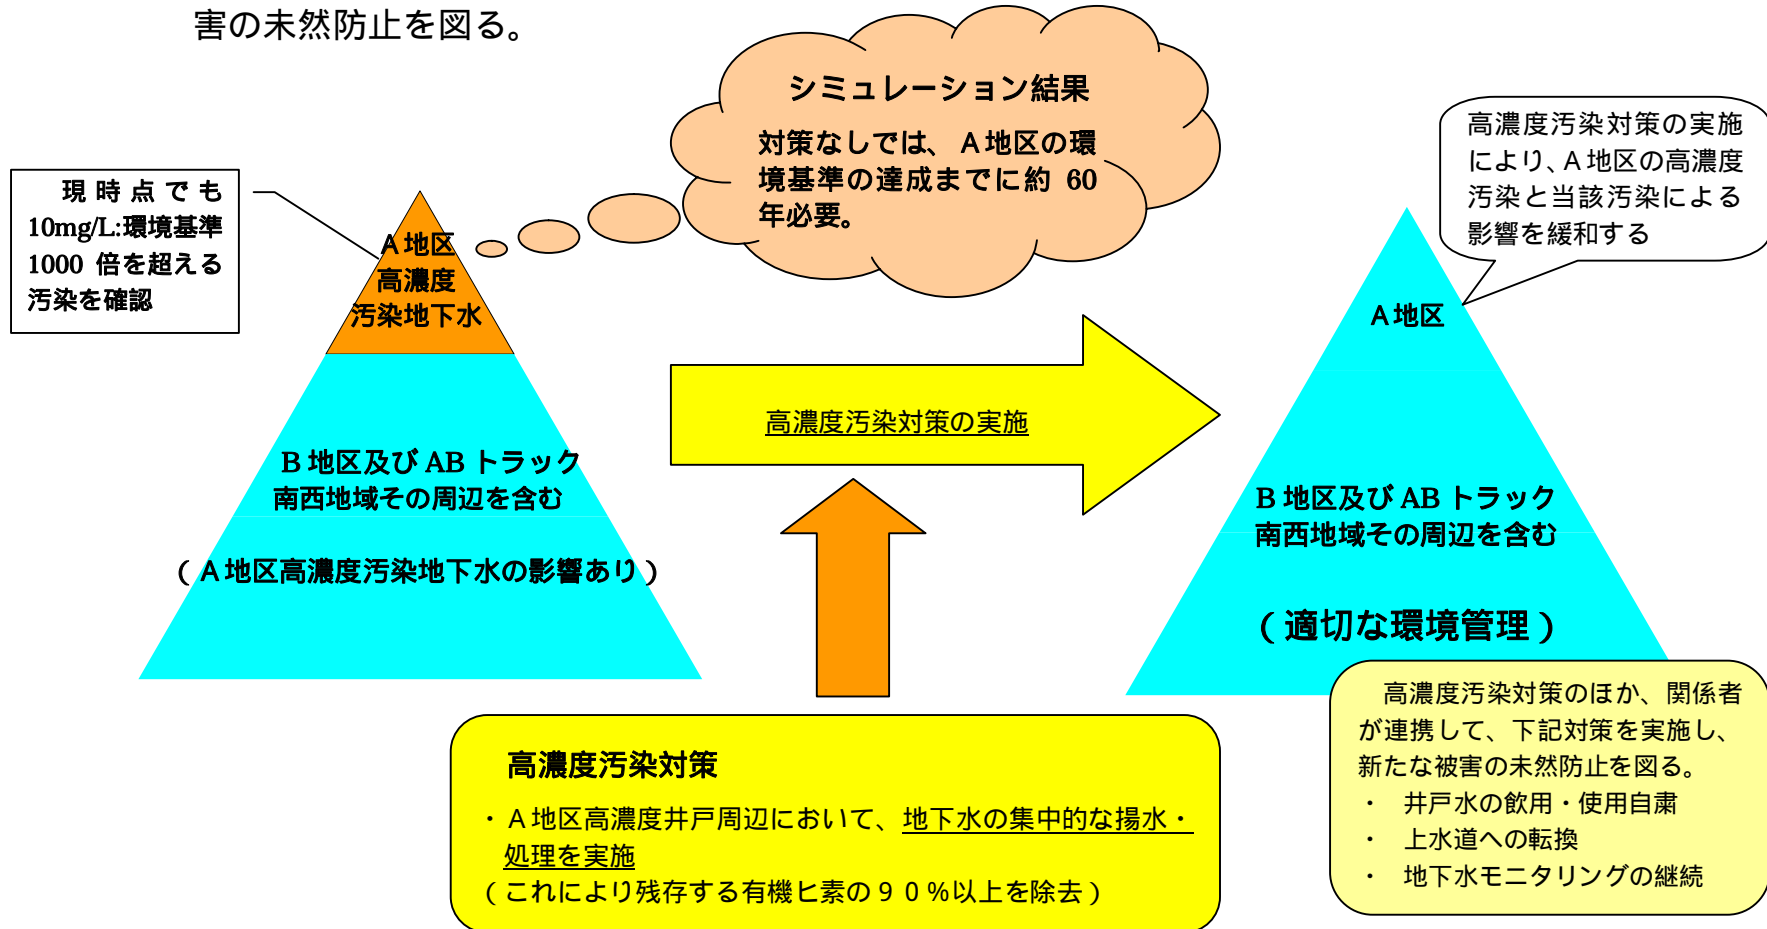 害の未然防止を図る。
シミュレーション結果
対策なしでは、A地区の環
境基準の達成までに約 60
年必要。
現時点でも
10mg/L:環境基準
1000 倍を超える
汚染を確認
A地区
高濃度
汚染地下水
B 地区及び AB トラック
南西地域その周辺を含む
(A地区高濃度汚染地下水の影響あり)
高濃度汚染対策の実施
高濃度汚染対策の実施
により、A地区の高濃度
汚染と当該汚染による
影響を緩和する
A地区
B 地区及び AB トラック
南西地域その周辺を含む
(適切な環境管理)
高濃度汚染対策
・A地区高濃度井戸周辺において、地下水の集中的な揚水・
処理を実施
(これにより残存する有機ヒ素の90%以上を除去)
高濃度汚染対策のほか、関係者
が連携して、下記対策を実施し、
新たな被害の未然防止を図る。
・ 井戸水の飲用・使用自粛
・ 上水道への転換
・ 地下水モニタリングの継続